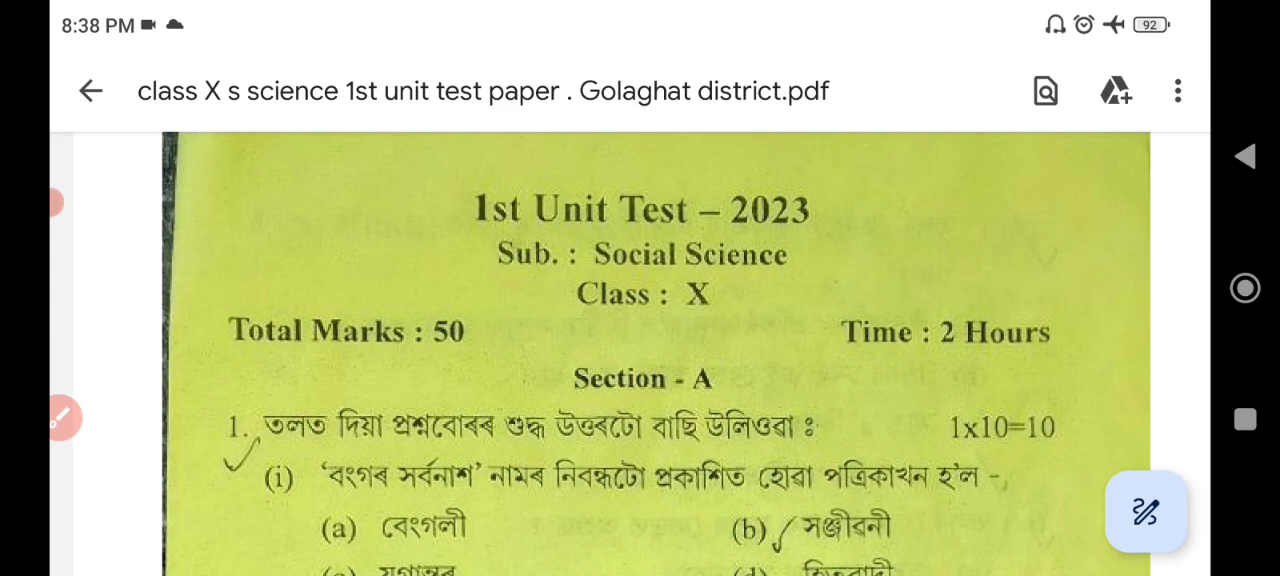 8:38 PM 92
class X s science 1st unit test paper . Golaghat district.pdf
1st Unit Test – 2023
Sub. : Social Science
Class : X
Total Marks : 50 Time : 2 Hours
Section - A
1. তলত দিয়া প্ৰশ্নবোৰৰ শুদ্ধ উত্তৰটো বাছি উলিওৱা ঃ 1x10=10
(i) ‘বংগৰ সৰ্বনাশ’ নামৰ নিবন্ধটো প্ৰকাশিত হোৱা পত্ৰিকাখন হ’ল -
(a) বেংগলী (b) সঞ্জীৱনী
যুগান্তৰ (d) হিতবাদী